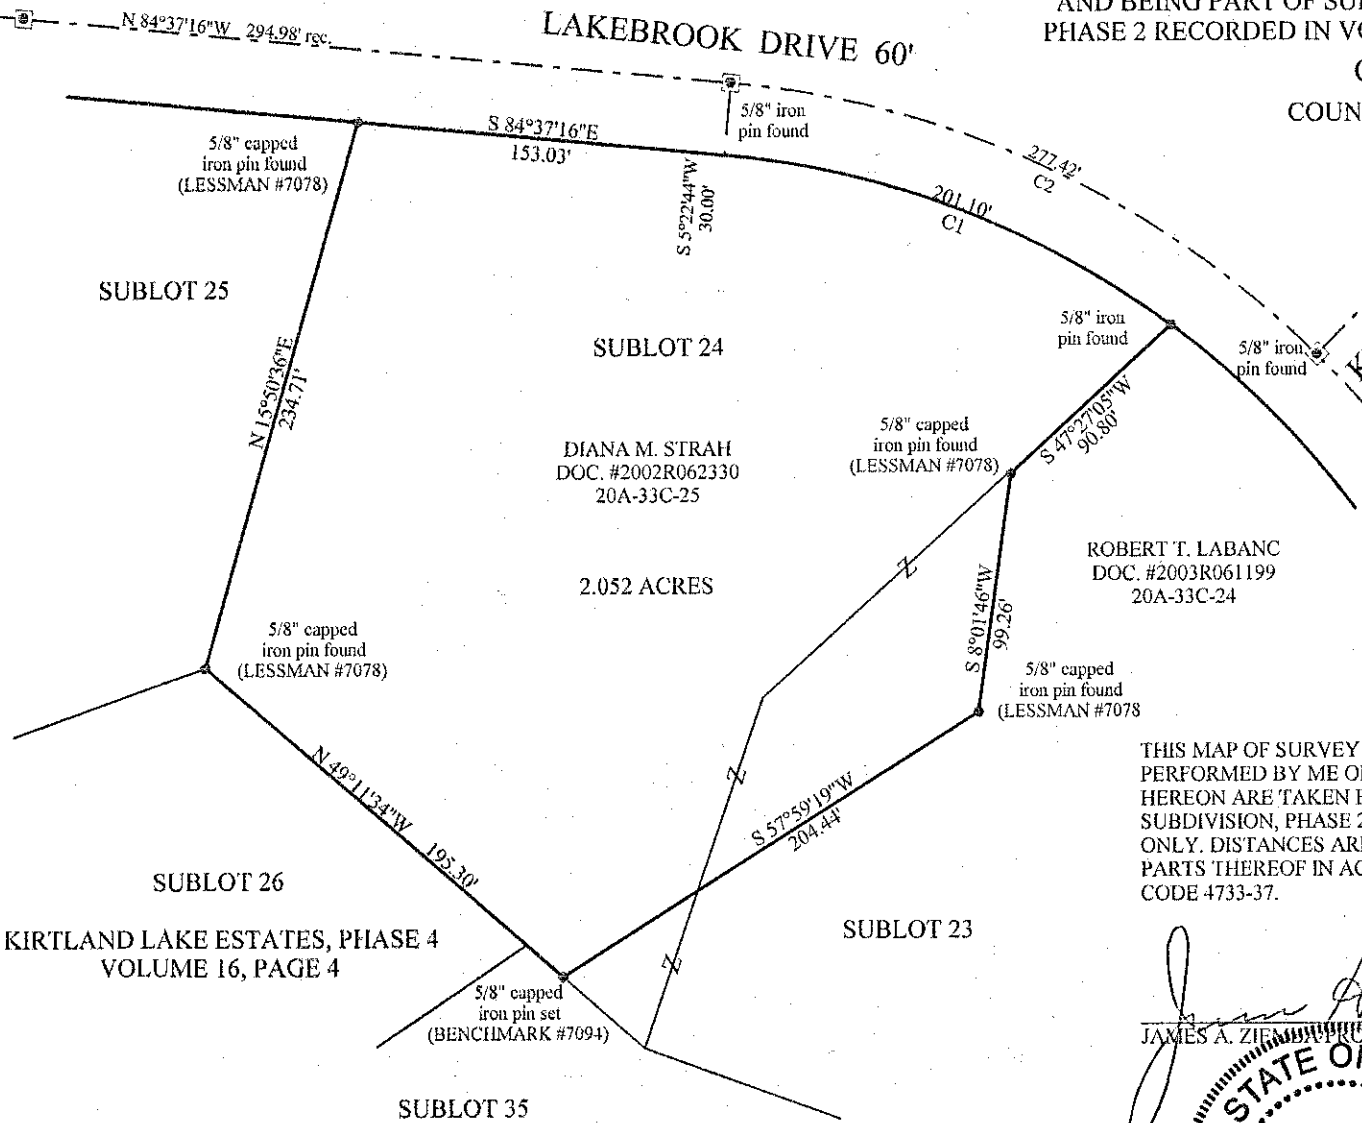 N 84°37'16"W 294.98' rec.
LAKEBROOK DRIVE 60'
AND BEING PART OF
PHASE 2 RECORDED IN
COUN
5/8" iron
pin found
5/8" capped
iron pin found
(LESSMAN #7078)
S 84°37'16"E
153.03'
S 5°22'44"W
30.00'
277.42'
C2
201.10'
C1
SUBLOT 25
SUBLOT 24
5/8" iron
pin found
5/8" iron
pin found
N 15°50'36"E
234.71'
DIANA M. STRAH
DOC. #2002R062330
20A-33C-25
5/8" capped
iron pin found
(LESSMAN #7078)
S 47°27'05"W
90.80'
2.052 ACRES
Z
ROBERT T. LABANC
DOC. #2003R061199
20A-33C-24
S 8°01'46"W
99.26'
5/8" capped
iron pin found
(LESSMAN #7078)
5/8" capped
iron pin found
(LESSMAN #7078
Z
N 49°11'34"W
195.30'
S 57°59'19"W
204.44'
THIS MAP OF SURVEY
PERFORMED BY ME
HEREON ARE TAKEN
SUBDIVISION, PHASE 2
ONLY. DISTANCES
PARTS THEREOF IN
CODE 4733-37.
SUBLOT 26
KIRTLAND LAKE ESTATES, PHASE 4
VOLUME 16, PAGE 4
SUBLOT 23
Z
5/8" capped
iron pin set
(BENCHMARK #7094)
JAMES A.
STATE
SUBLOT 35